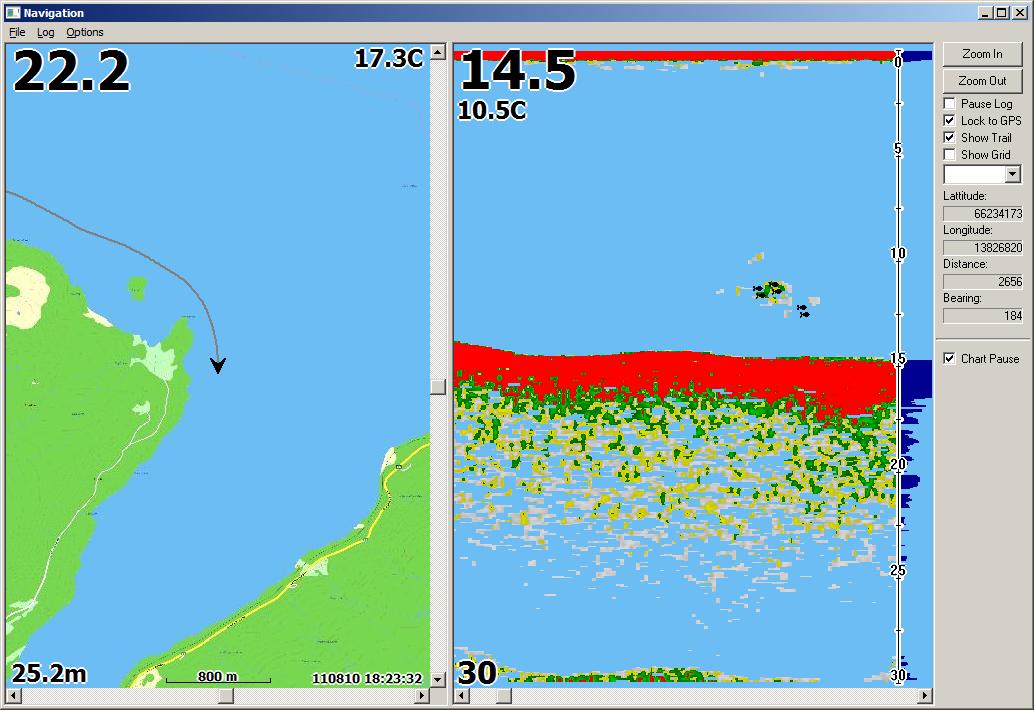 Navigation
File Log Options
22.2
17.3C
25.2m
800 m
110810 18:23:32
14.5
10.5C
0
5
10
15
20
25
30
30
Zoom In
Zoom Out
Pause Log
Lock to GPS
Show Trail
Show Grid
Lattitude:
66234173
Longitude:
13826820
Distance:
2656
Bearing:
184
Chart Pause